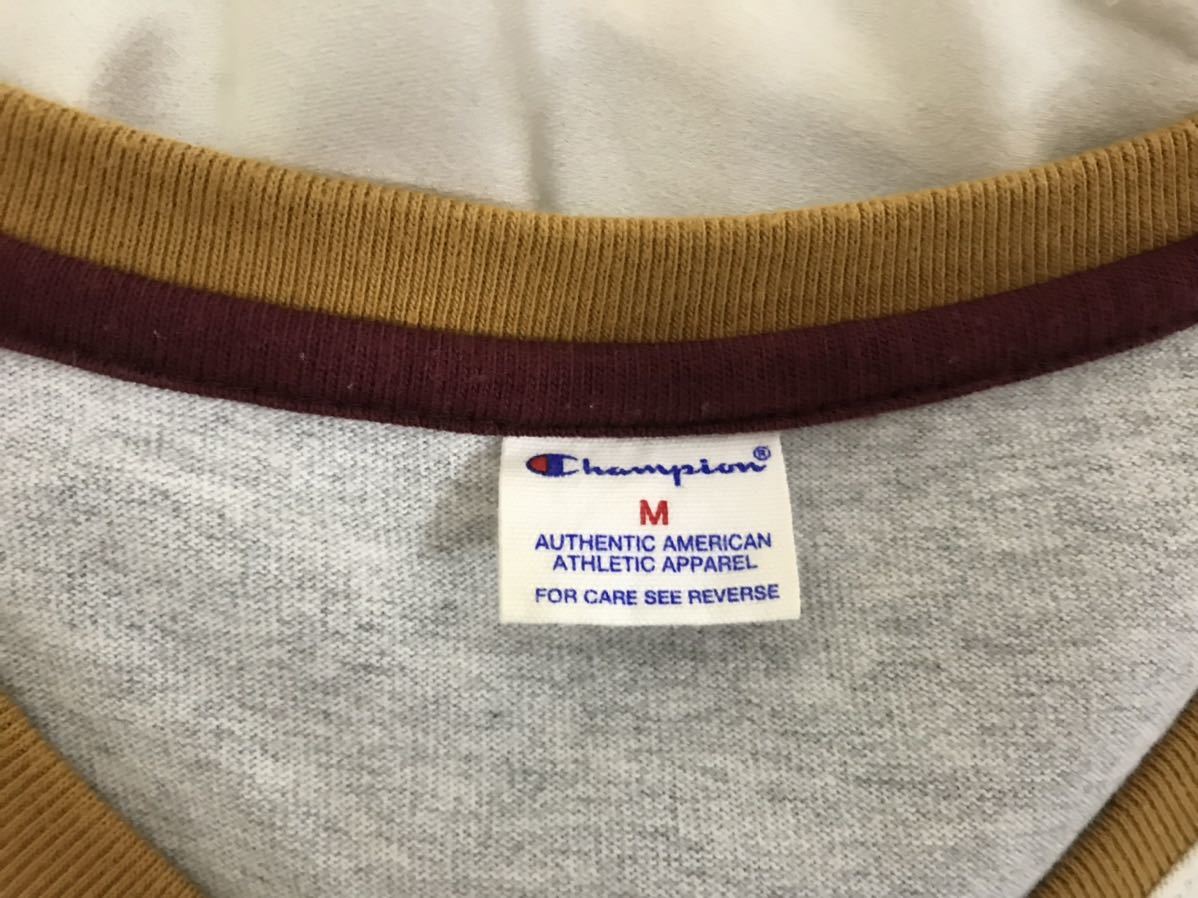 Champion®
M
AUTHENTIC AMERICAN
ATHLETIC APPAREL
FOR CARE SEE REVERSE